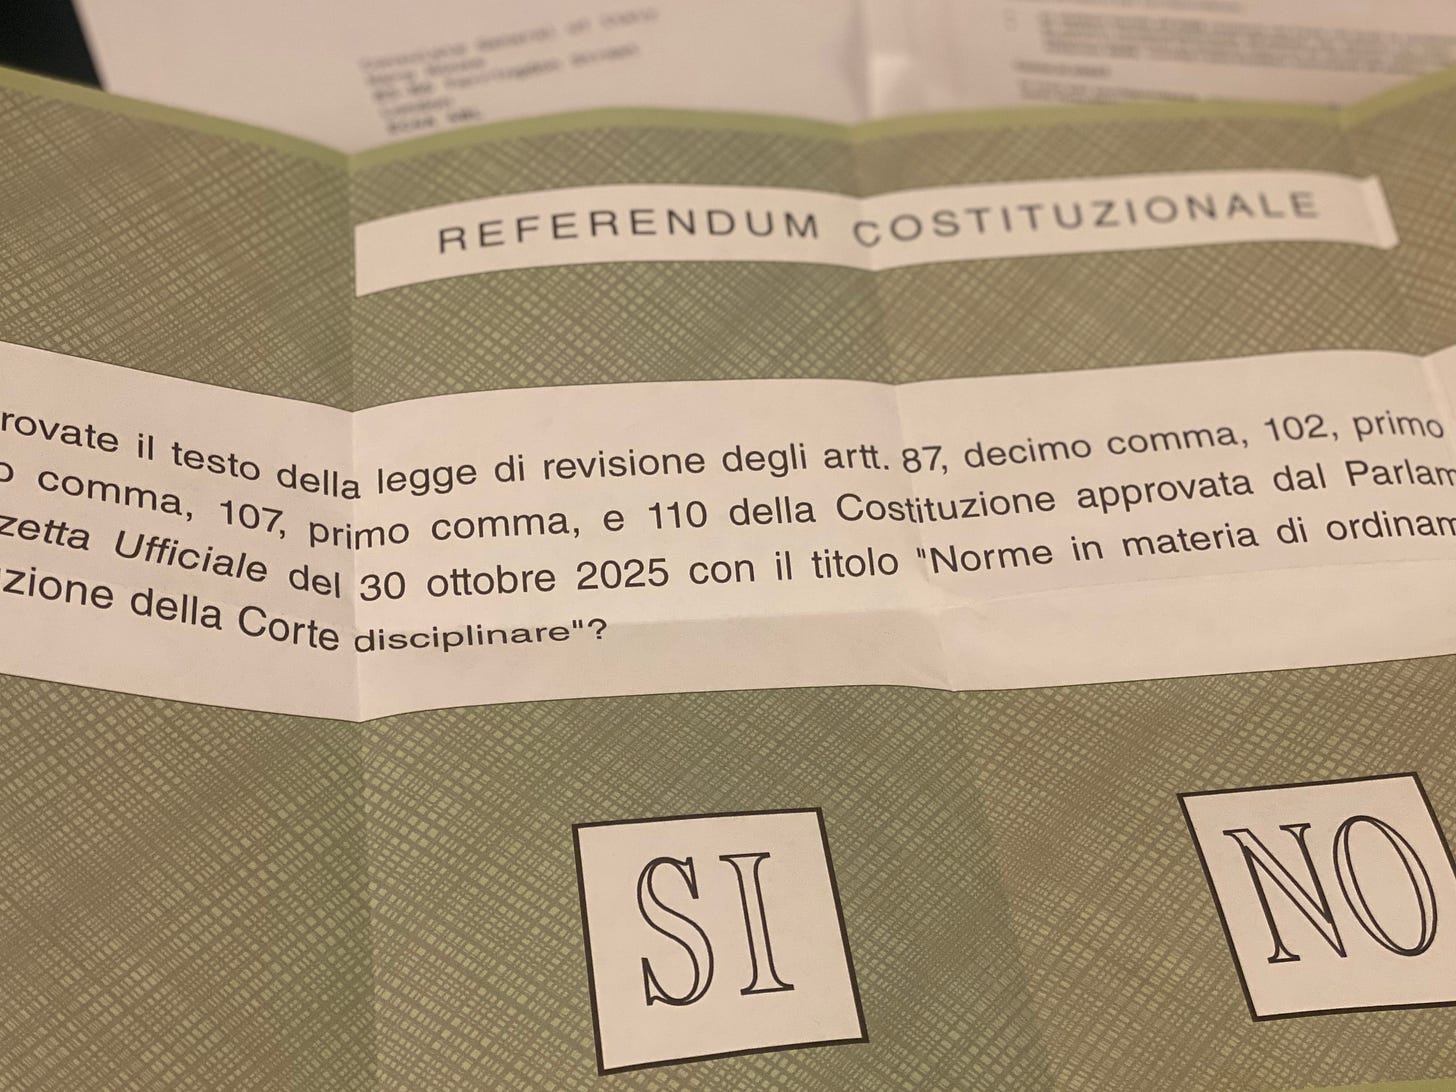 London
REFERENDUM COSTITUZIONALE
rovate il testo della legge di revisione degli artt. 87, decimo comma, 102, primo
o comma, 107, primo comma, e 110 della Costituzione approvata dal Parlam
zetta Ufficiale del 30 ottobre 2025 con il titolo "Norme in materia di ordinam
zione della Corte disciplinare"?
SI
NO